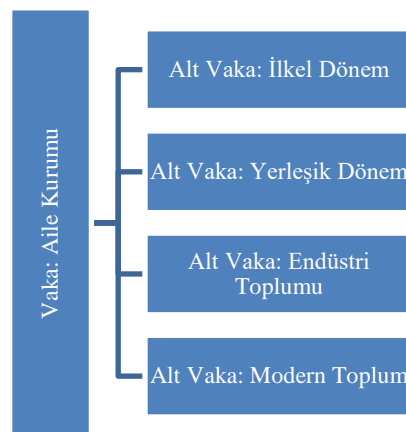 Vaka: Aile Kurumu
Alt Vaka: İlkel Dönem
Alt Vaka: Yerleşik Dönem
Alt Vaka: Endüstri
Toplumu
Alt Vaka: Modern Toplum